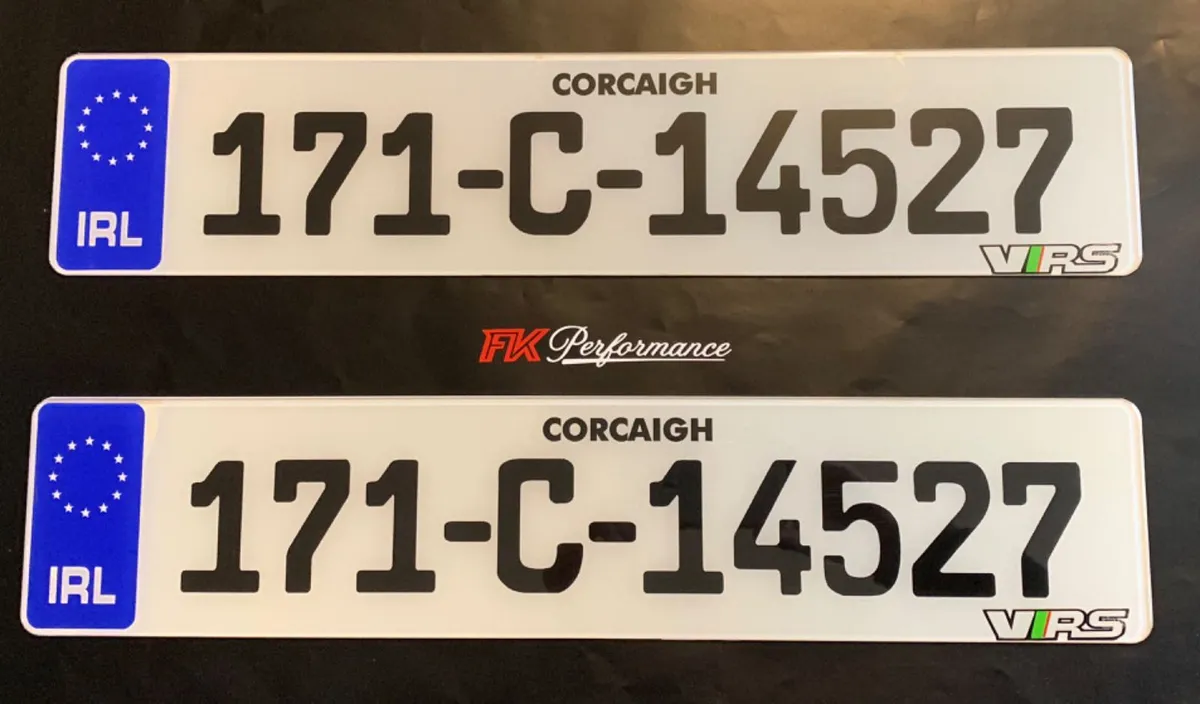 CORCAIGH
171-C-14527
IRL
VRS
FK Performance
CORCAIGH
171-C-14527
IRL
VRS